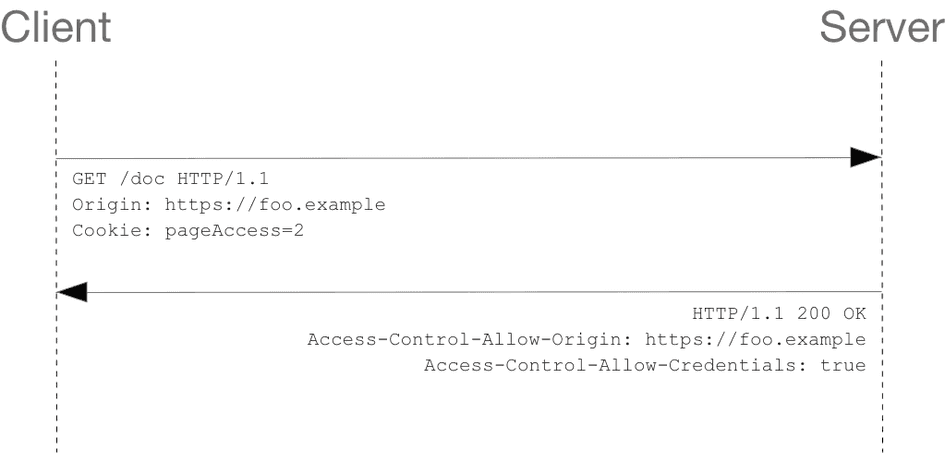 Client
Server
GET /doc HTTP/1.1
Origin: https://foo.example
Cookie: pageAccess=2
HTTP/1.1 200 OK
Access-Control-Allow-Origin: https://foo.example
Access-Control-Allow-Credentials: true